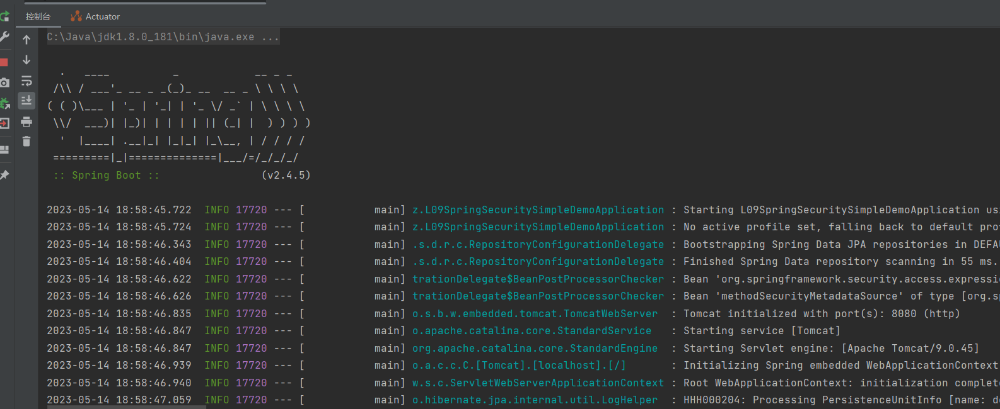 控制台 Actuator
C:\Java\jdk1.8.0_181\bin\java.exe ...
  .   ____          _            __ _ _
 /\\ / ___'_ __ _ _(_)_ __  __ _ \ \ \ \
( ( )\___ | '_ | '_| | '_ \/ _` | \ \ \ \
 \\/  ___)| |_)| | | | | || (_| |  ) ) ) )
  '  |____| .__|_| |_|_| |_\__, | / / / /
 =========|_|==============|___/=/_/_/_/
 :: Spring Boot ::                (v2.4.5)
2023-05-14 18:58:45.722  INFO 17720 --- [           main] z.L09SpringSecuritySimpleDemoApplication : Starting L09SpringSecuritySimpleDemoApplication us
2023-05-14 18:58:45.724  INFO 17720 --- [           main] z.L09SpringSecuritySimpleDemoApplication : No active profile set, falling back to default pro
2023-05-14 18:58:46.343  INFO 17720 --- [           main] .s.d.r.c.RepositoryConfigurationDelegate : Bootstrapping Spring Data JPA repositories in DEFA
2023-05-14 18:58:46.404  INFO 17720 --- [           main] .s.d.r.c.RepositoryConfigurationDelegate : Finished Spring Data repository scanning in 55 ms.
2023-05-14 18:58:46.622  INFO 17720 --- [           main] trationDelegate$BeanPostProcessorChecker : Bean 'org.springframework.security.access.expressi
2023-05-14 18:58:46.626  INFO 17720 --- [           main] trationDelegate$BeanPostProcessorChecker : Bean 'methodSecurityMetadataSource' of type [org.sp
2023-05-14 18:58:46.835  INFO 17720 --- [           main] o.s.b.w.embedded.tomcat.TomcatWebServer  : Tomcat initialized with port(s): 8080 (http)
2023-05-14 18:58:46.847  INFO 17720 --- [           main] o.apache.catalina.core.StandardService   : Starting service [Tomcat]
2023-05-14 18:58:46.847  INFO 17720 --- [           main] org.apache.catalina.core.StandardEngine  : Starting Servlet engine: [Apache Tomcat/9.0.45]
2023-05-14 18:58:46.939  INFO 17720 --- [           main] o.a.c.c.C.[Tomcat].[localhost].[/]       : Initializing Spring embedded WebApplicationContext
2023-05-14 18:58:46.940  INFO 17720 --- [           main] w.s.c.ServletWebServerApplicationContext : Root WebApplicationContext: initialization complete
2023-05-14 18:58:47.059  INFO 17720 --- [           main] o.hibernate.jpa.internal.util.LogHelper  : HHH000204: Processing PersistenceUnitInfo [name: de